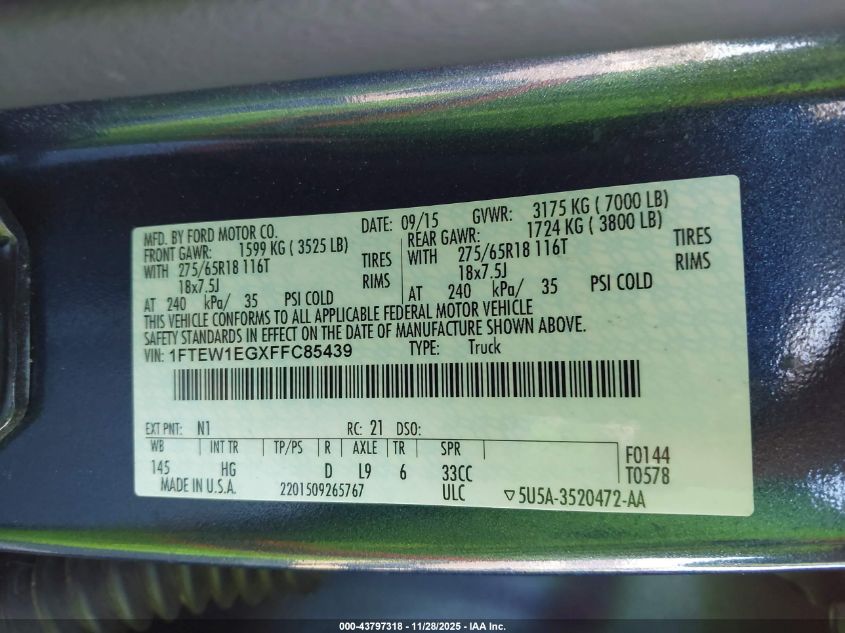 MFD. BY FORD MOTOR CO. DATE: 09/15 GVWR: 3175 KG ( 7000 LB)
FRONT GAWR: 1599 KG ( 3525 LB) REAR GAWR: 1724 KG ( 3800 LB)
WITH 275/65R18 116T TIRES WITH 275/65R18 116T TIRES
18x7.5J RIMS 18x7.5J RIMS
AT 240 kPa/ 35 PSI COLD AT 240 kPa/ 35 PSI COLD
THIS VEHICLE CONFORMS TO ALL APPLICABLE FEDERAL MOTOR VEHICLE
SAFETY STANDARDS IN EFFECT ON THE DATE OF MANUFACTURE SHOWN ABOVE.
VIN: 1FTEW1EGXFFC85439 TYPE: Truck
EXT PNT: N1 RC: 21 DSO:
WB INT TR TP/PS R AXLE TR SPR F0144
145 HG D L9 6 33CC T0578
MADE IN U.S.A. 2201509265767 ULC ▽5U5A-3520472-AA
000-43797318 | 11/28/2025 - IAA Inc.